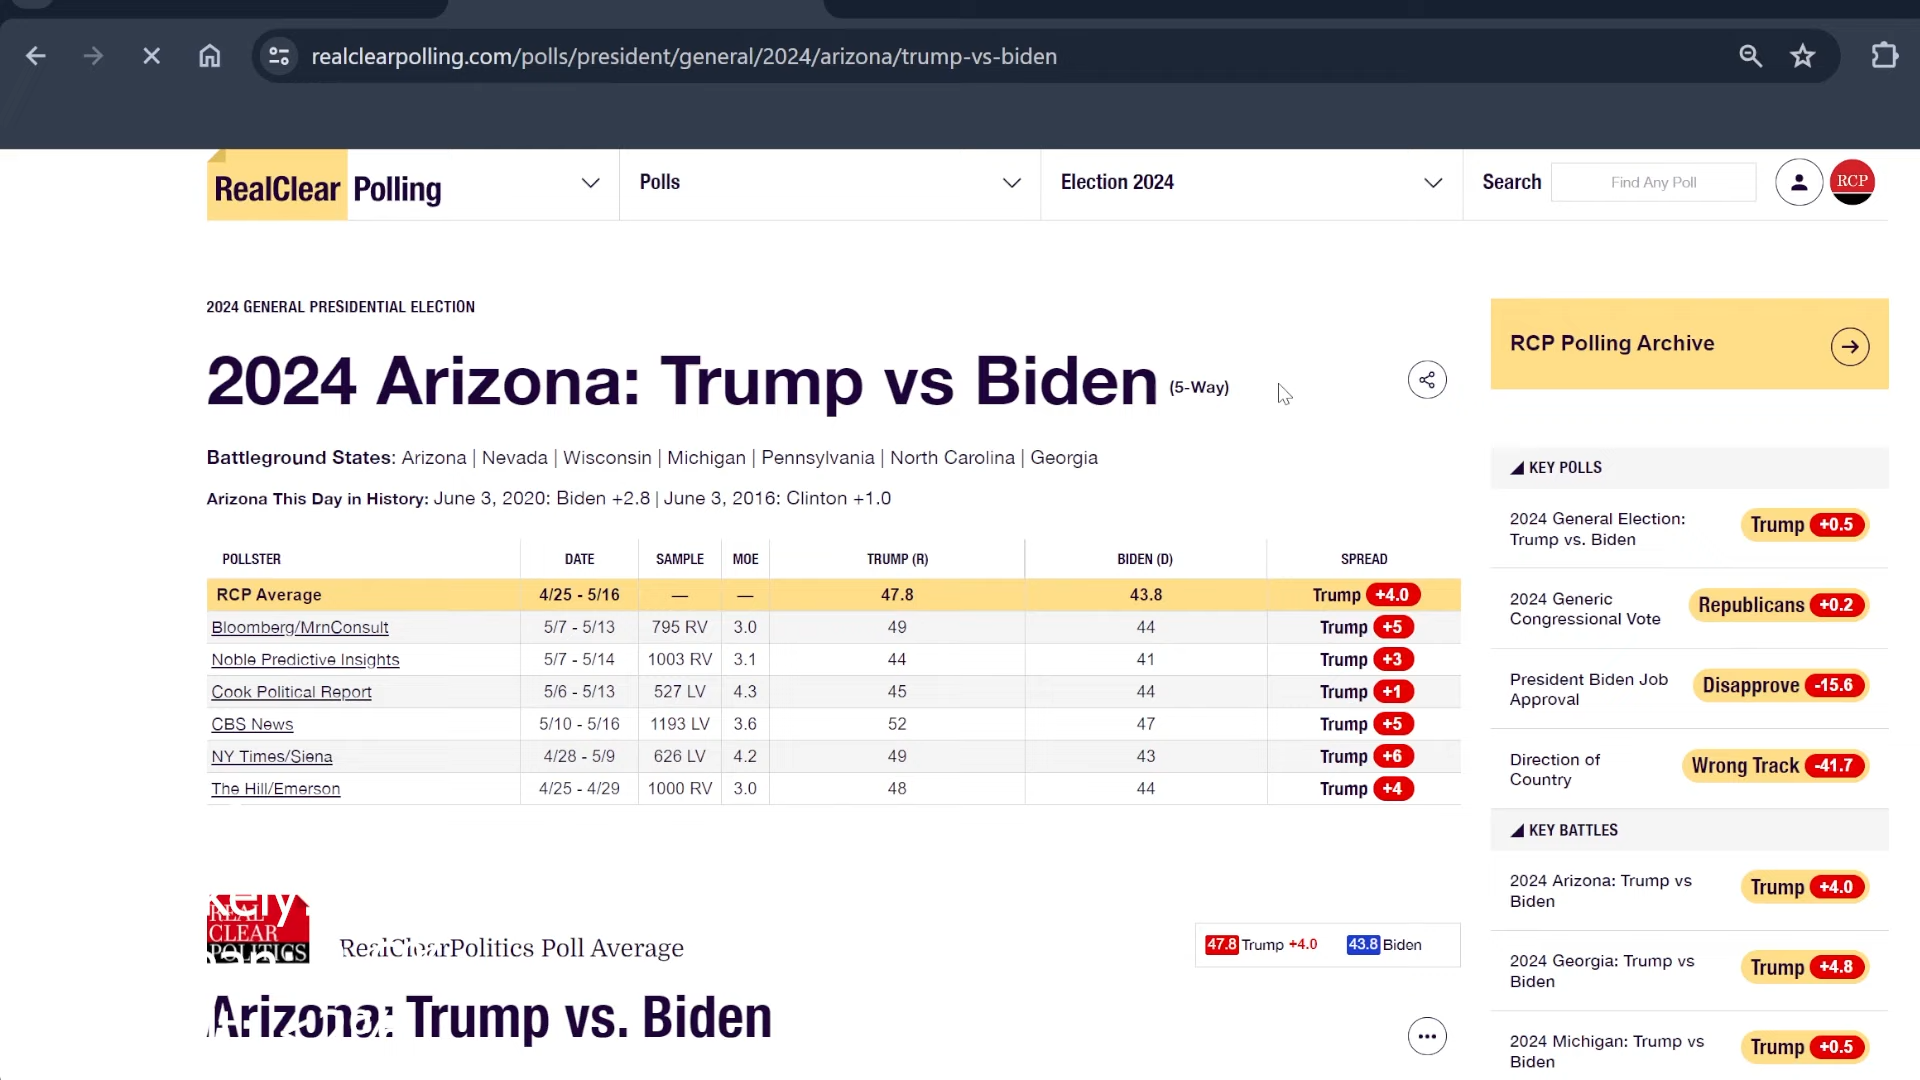 realclearpolling.com/polls/president/general/2024/arizona/trump-vs-biden
RealClear Polling
Polls
Election 2024
Search
Find Any Poll
RCP
2024 GENERAL PRESIDENTIAL ELECTION
2024 Arizona: Trump vs Biden (5-Way)
Battleground States: Arizona | Nevada | Wisconsin | Michigan | Pennsylvania | North Carolina | Georgia
Arizona This Day in History: June 3, 2020: Biden +2.8 | June 3, 2016: Clinton +1.0
POLLSTER DATE SAMPLE MOE TRUMP (R) BIDEN (D) SPREAD
RCP Average 4/25 - 5/16 — — 47.8 43.8 Trump +4.0
Bloomberg/MrnConsult 5/7 - 5/13 795 RV 3.0 49 44 Trump +5
Noble Predictive Insights 5/7 - 5/14 1003 RV 3.1 44 41 Trump +3
Cook Political Report 5/6 - 5/13 527 LV 4.3 45 44 Trump +1
CBS News 5/10 - 5/16 1193 LV 3.6 52 47 Trump +5
NY Times/Siena 4/28 - 5/9 626 LV 4.2 49 43 Trump +6
The Hill/Emerson 4/25 - 4/29 1000 RV 3.0 48 44 Trump +4
REAL
CLEAR
POLITICS
RealClearPolitics Poll Average
47.8 Trump +4.0 43.8 Biden
Arizona: Trump vs. Biden
RCP Polling Archive
KEY POLLS
2024 General Election:
Trump vs. Biden
Trump +0.5
2024 Generic
Congressional Vote
Republicans +0.2
President Biden Job
Approval
Disapprove -15.6
Direction of
Country
Wrong Track -41.7
KEY BATTLES
2024 Arizona: Trump vs
Biden
Trump +4.0
2024 Georgia: Trump vs
Biden
Trump +4.8
2024 Michigan: Trump vs
Biden
Trump +0.5